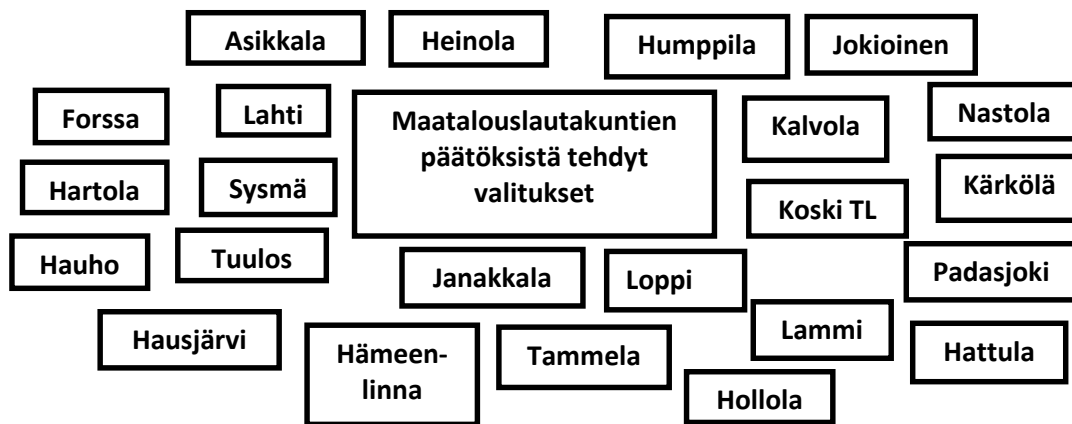 Asikkala
Heinola
Humppila
Jokioinen
Forssa
Lahti
Maatalouslautakuntien
päätöksistä tehdyt
valitukset
Kalvola
Nastola
Hartola
Sysmä
Koski TL
Kärkölä
Hauho
Tuulos
Janakkala
Loppi
Padasjoki
Hausjärvi
Hämeen-
linna
Tammela
Lammi
Hattula
Hollola